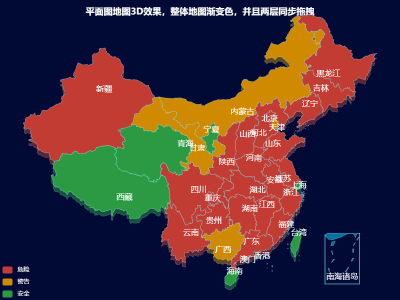 平面图地图3D效果，整体地图渐变色，并且两层同步拖拽
黑龙江
吉林
辽宁
新疆
内蒙古
北京
天津
宁夏
山西
河北
青海
甘肃
山东
陕西
河南
西藏
四川
重庆
湖北
安徽
江苏
上海
浙江
湖南
江西
贵州
云南
福建
台湾
广西
广东
香港
澳门
海南
南海诸岛
危险
警告
安全